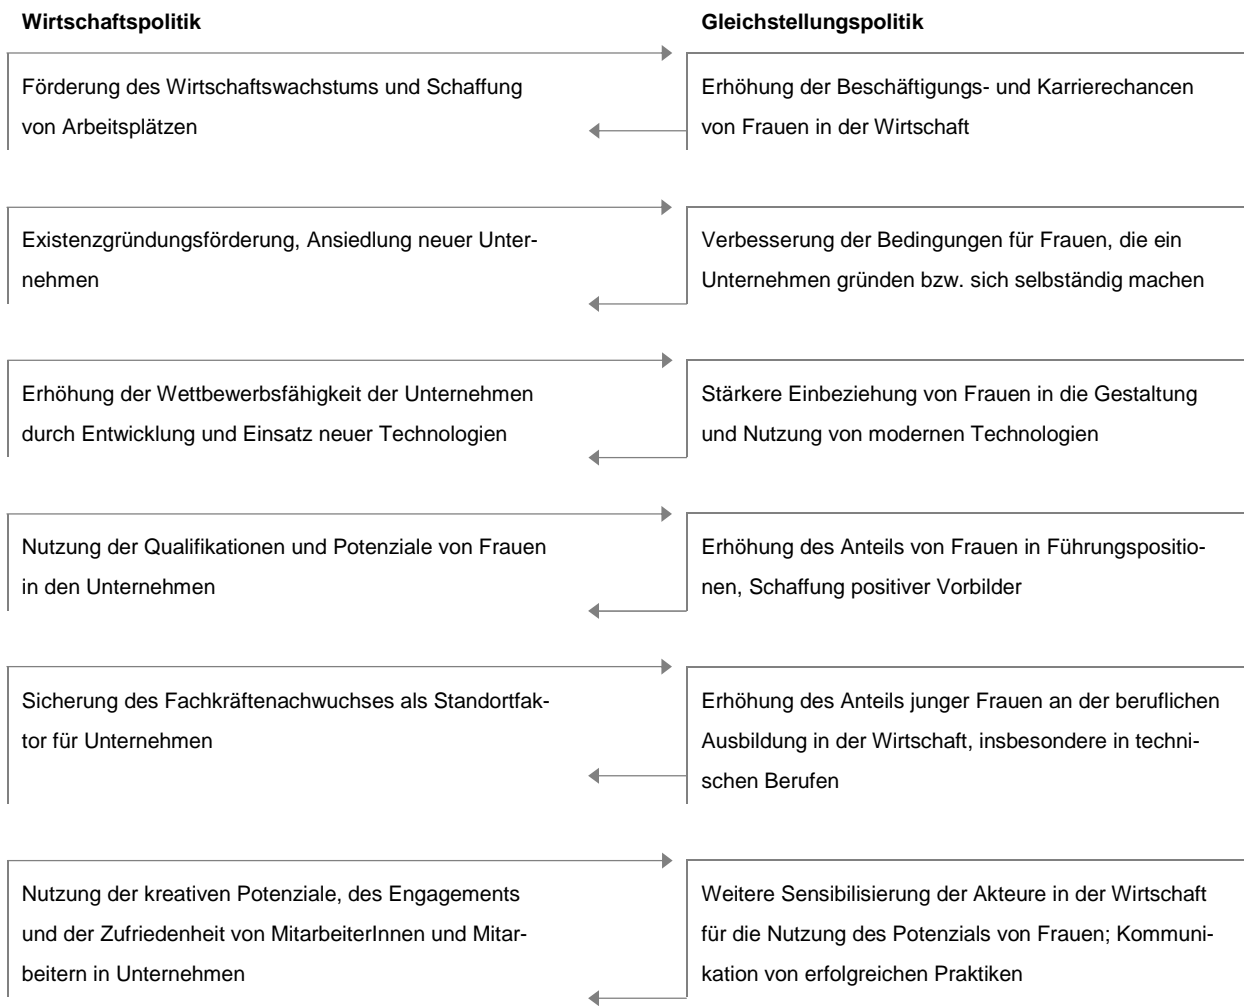 Wirtschaftspolitik
Gleichstellungspolitik
Förderung des Wirtschaftswachstums und Schaffung
von Arbeitsplätzen
Erhöhung der Beschäftigungs- und Karrierechancen
von Frauen in der Wirtschaft
Existenzgründungsförderung, Ansiedlung neuer Unter-
nehmen
Verbesserung der Bedingungen für Frauen, die ein
Unternehmen gründen bzw. sich selbständig machen
Erhöhung der Wettbewerbsfähigkeit der Unternehmen
durch Entwicklung und Einsatz neuer Technologien
Stärkere Einbeziehung von Frauen in die Gestaltung
und Nutzung von modernen Technologien
Nutzung der Qualifikationen und Potenziale von Frauen
in den Unternehmen
Erhöhung des Anteils von Frauen in Führungspositio-
nen, Schaffung positiver Vorbilder
Sicherung des Fachkräftenachwuchses als Standortfak-
tor für Unternehmen
Erhöhung des Anteils junger Frauen an der beruflichen
Ausbildung in der Wirtschaft, insbesondere in techni-
schen Berufen
Nutzung der kreativen Potenziale, des Engagements
und der Zufriedenheit von MitarbeiterInnen und Mitar-
beitern in Unternehmen
Weitere Sensibilisierung der Akteure in der Wirtschaft
für die Nutzung des Potenzials von Frauen; Kommuni-
kation von erfolgreichen Praktiken